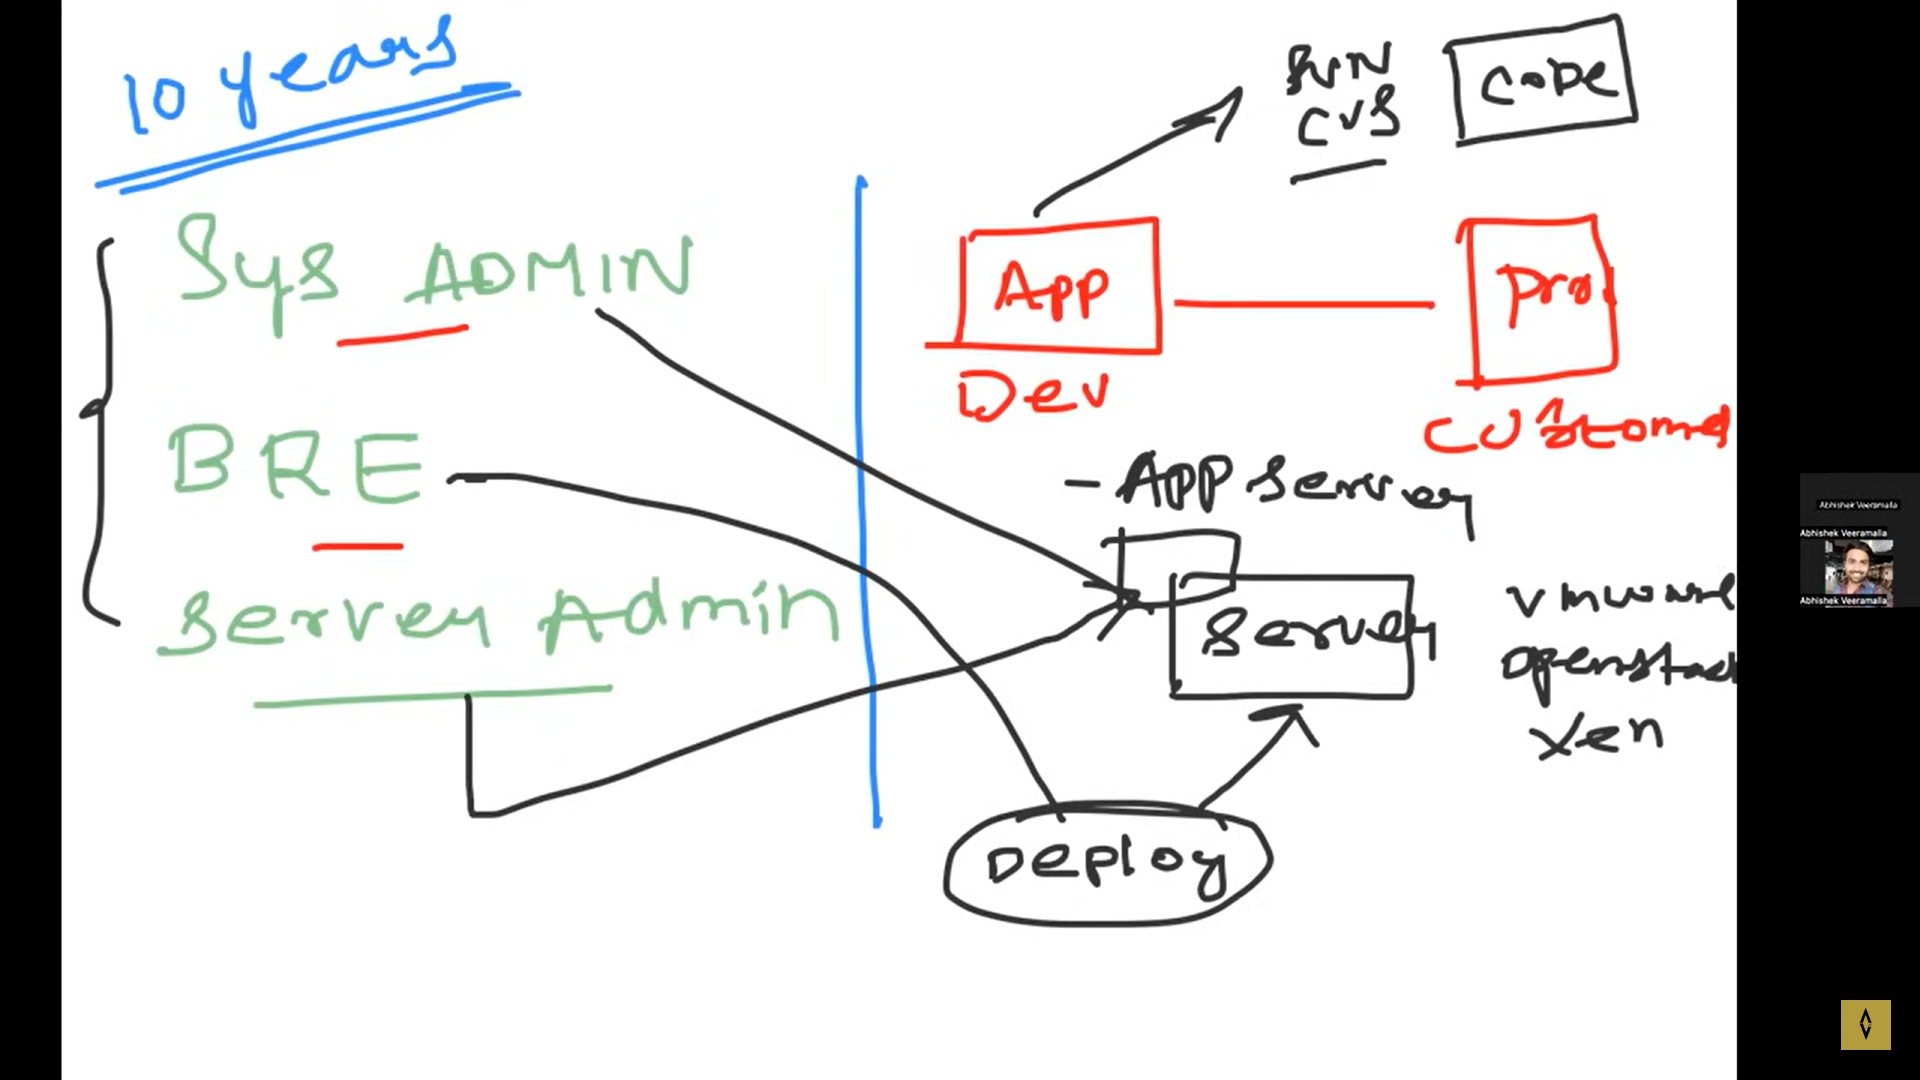 10 years
Sys ADMIN
BRE
Server Admin
SVN
CVS
CODE
App
Dev
Pro
Customer
- APP Server
Server
vmware
openstack
Xen
Deploy
Abhishek Veeramalla
Abhishek Veeramalla
Abhishek Veeramalla